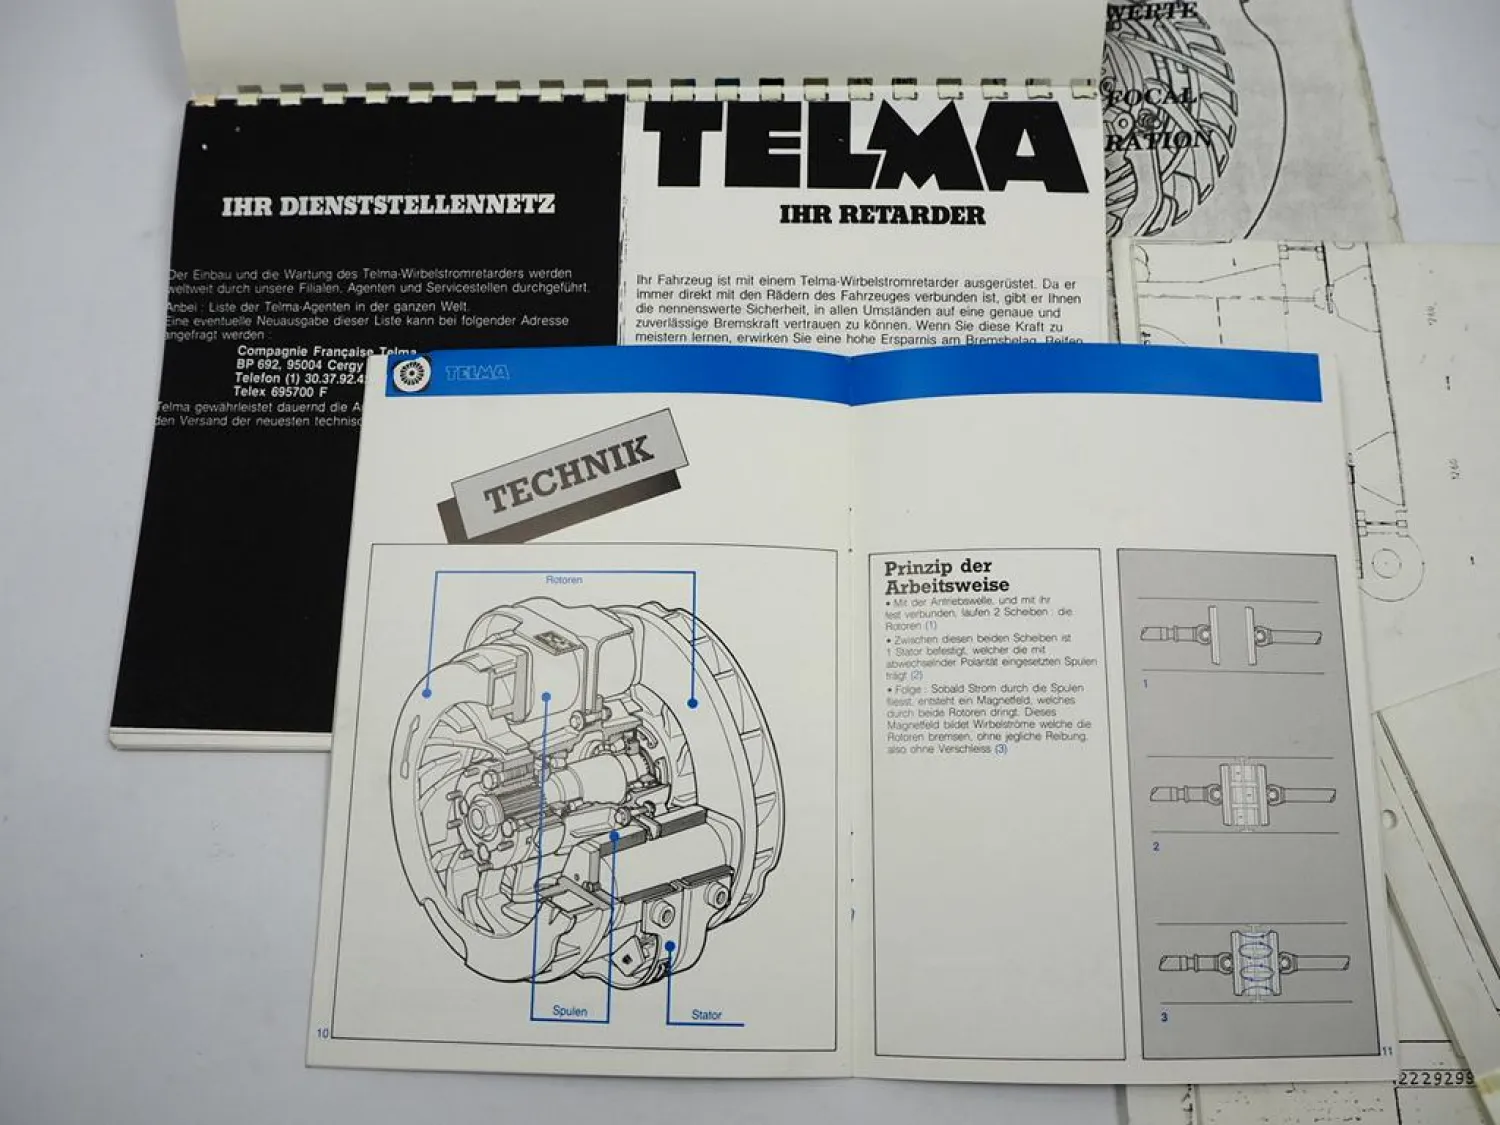 IHR DIENSTSTELLENNETZ
Der Einbau und die Wartung des Telma-Wirbelstromretarders werden
weltweit durch unsere Filialen, Agenten und Servicestellen durchgeführt.
Anbei : Liste der Telma-Agenten in der ganzen Welt.
Eine eventuelle Neuausgabe dieser Liste kann bei folgender Adresse
angefragt werden :
Compagnie Française Telma
BP 692, 95004 Cergy
Telefon (1) 30.37.92.4
Telex 695700 F
Telma gewährleistet dauernd die A
den Versand der neuesten technisc
TELMA
IHR RETARDER
Ihr Fahrzeug ist mit einem Telma-Wirbelstromretarder ausgerüstet. Da er
immer direkt mit den Rädern des Fahrzeuges verbunden ist, gibt er Ihnen
die nennenswerte Sicherheit, in allen Umständen auf eine genaue und
zuverlässige Bremskraft vertrauen zu können. Wenn Sie diese Kraft zu
meistern lernen, erwirken Sie eine hohe Ersparnis am Bremsbelag, Reifen
WERTE
FOCAL
RATION
1260
TELMA
TECHNIK
Rotoren
Spulen
Stator
10
Prinzip der
Arbeitsweise
• Mit der Antriebswelle, und mit ihr
fest verbunden, laufen 2 Scheiben : die
Rotoren (1)
• Zwischen diesen beiden Scheiben ist
1 Stator befestigt, welcher die mit
abwechselnder Polarität eingesetzten Spulen
trägt (2)
• Folge : Sobald Strom durch die Spulen
fliesst, entsteht ein Magnetfeld, welches
durch beide Rotoren dringt. Dieses
Magnetfeld bildet Wirbelströme welche die
Rotoren bremsen, ohne jegliche Reibung,
also ohne Verschleiss (3)
1
2
3
11
2229299